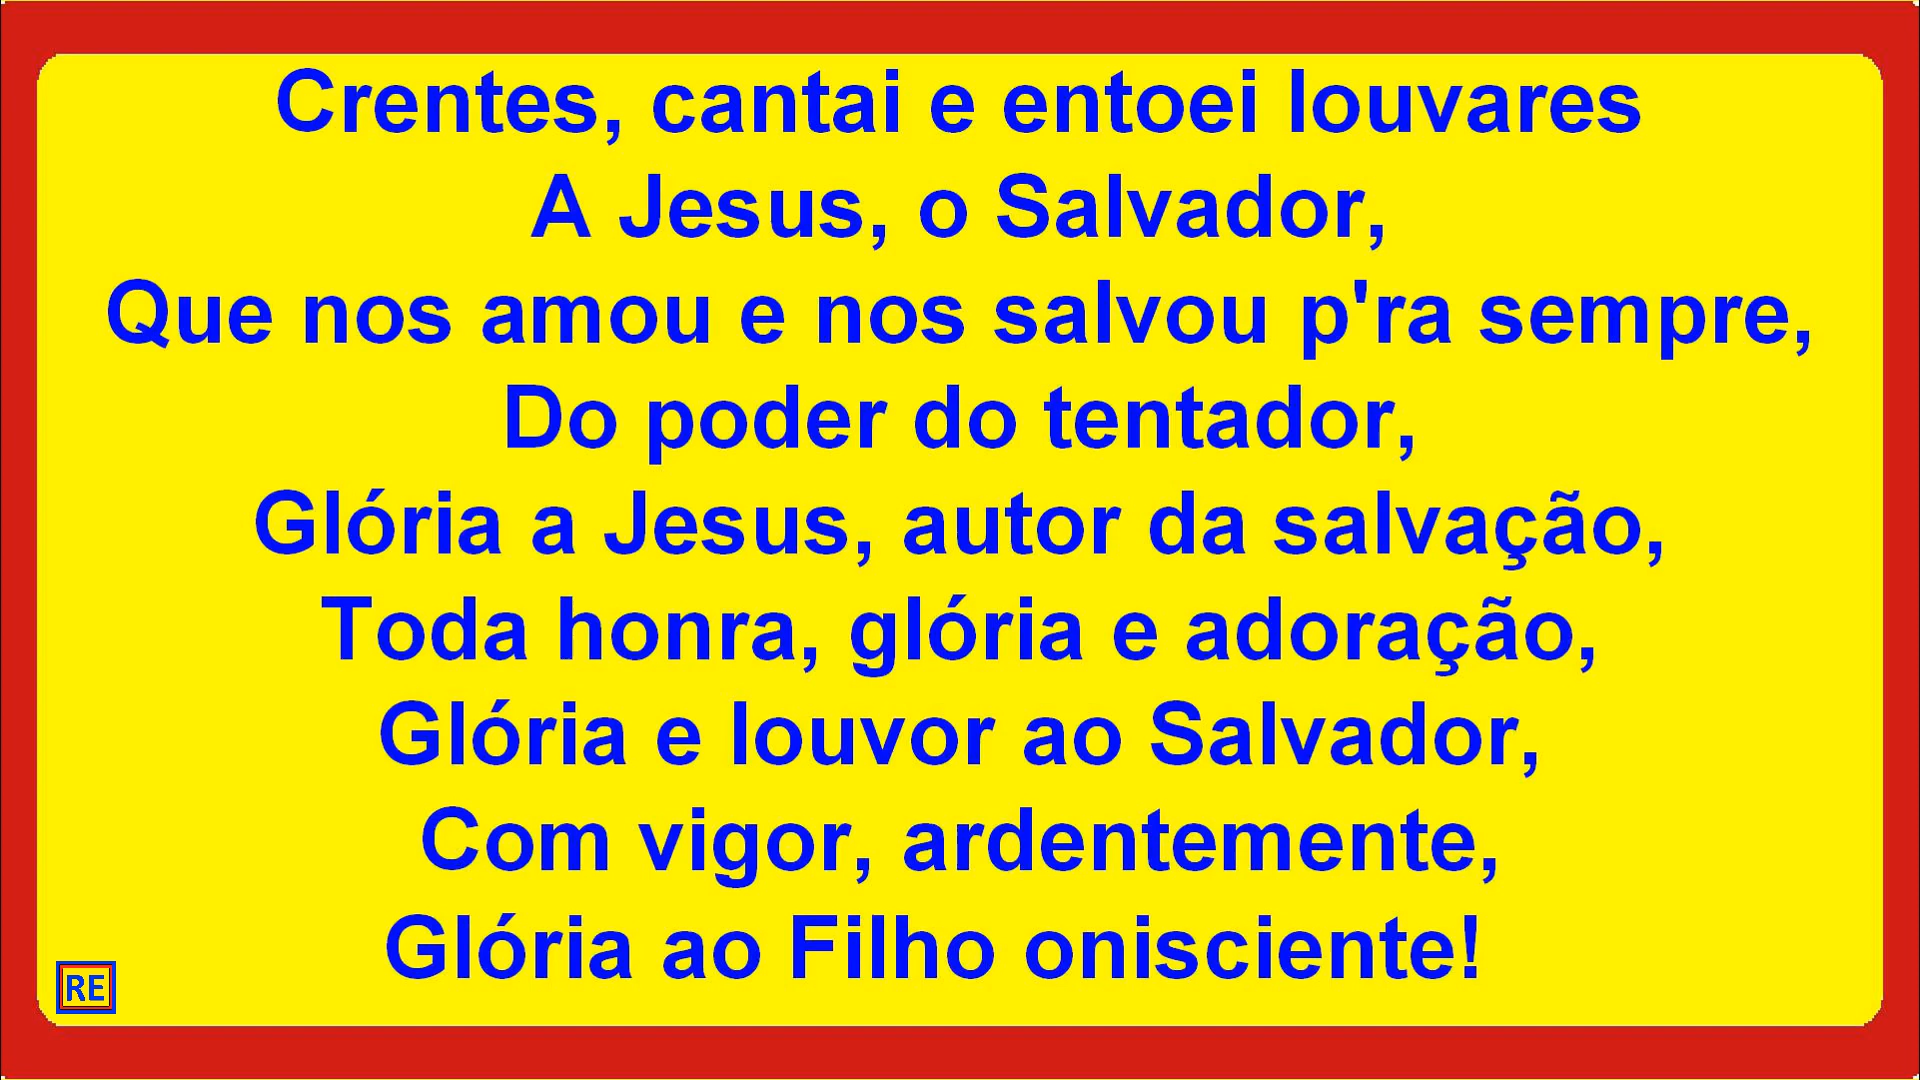 Crentes, cantai e entoei louvares
A Jesus, o Salvador,
Que nos amou e nos salvou p'ra sempre,
Do poder do tentador,
Glória a Jesus, autor da salvação,
Toda honra, glória e adoração,
Glória e louvor ao Salvador,
Com vigor, ardentemente,
Glória ao Filho onisciente!
RE